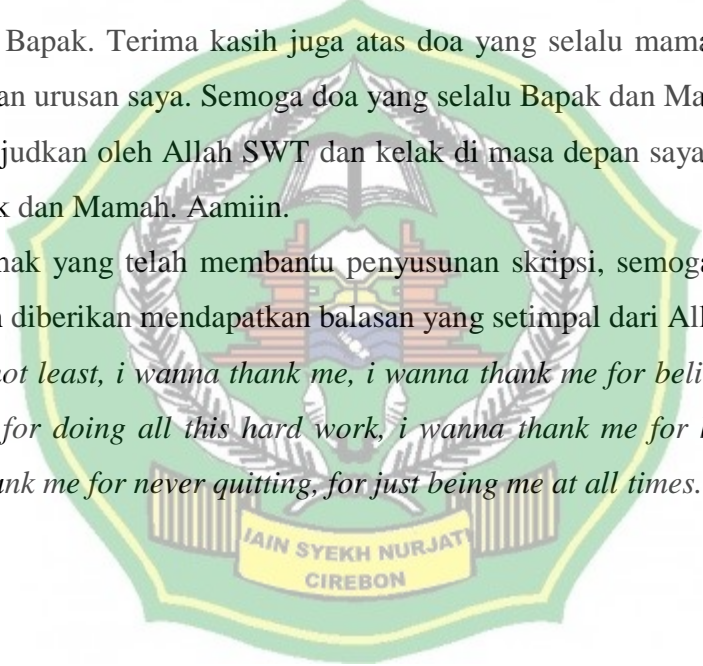 Bapak. Terima kasih juga atas doa yang selalu mama
an urusan saya. Semoga doa yang selalu Bapak dan Ma
judkan oleh Allah SWT dan kelak di masa depan saya
k dan Mamah. Aamiin.
nak yang telah membantu penyusunan skripsi, semoga
diberikan mendapatkan balasan yang setimpal dari All
not least, i wanna thank me, i wanna thank me for beli
for doing all this hard work, i wanna thank me for
ank me for never quitting, for just being me at all times.
IAIN SYEKH NURJATI
CIREBON